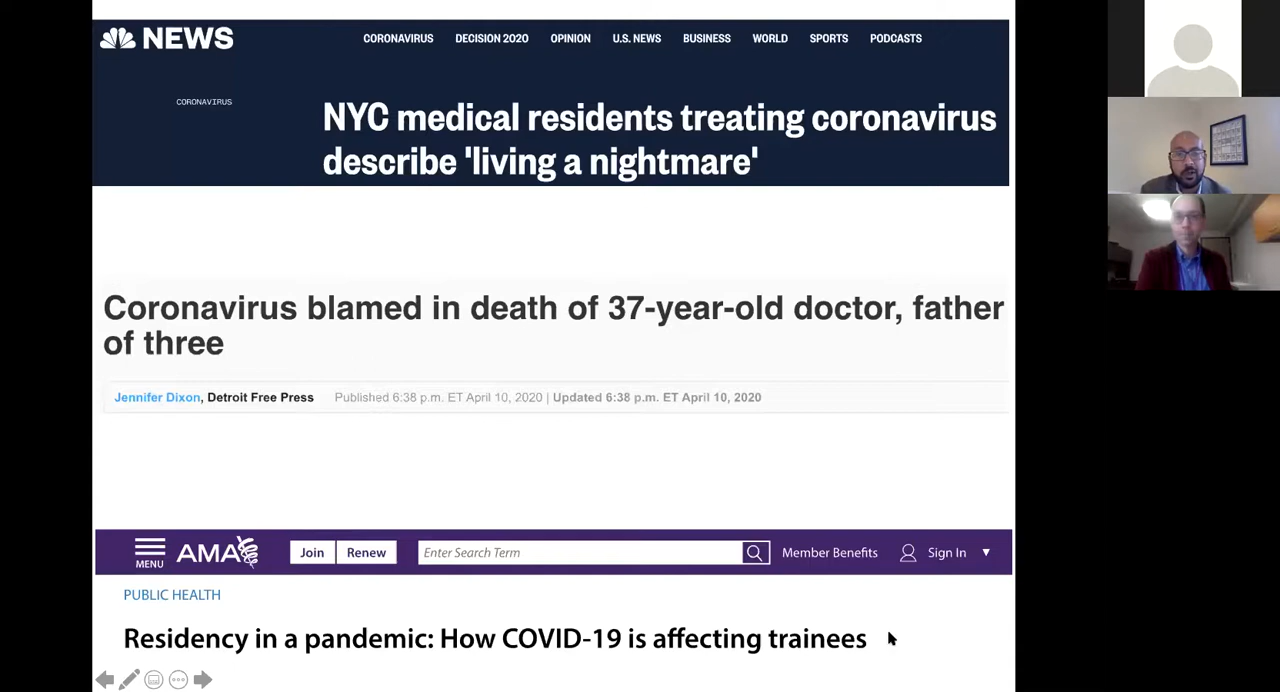 NEWS
CORONAVIRUS DECISION 2020 OPINION U.S. NEWS BUSINESS WORLD SPORTS PODCASTS
CORONAVIRUS
NYC medical residents treating coronavirus
describe 'living a nightmare'
Coronavirus blamed in death of 37-year-old doctor, father
of three
Jennifer Dixon, Detroit Free Press Published 6:38 p.m. ET April 10, 2020 | Updated 6:38 p.m. ET April 10, 2020
MENU AMA Join Renew Enter Search Term Member Benefits Sign In
PUBLIC HEALTH
Residency in a pandemic: How COVID-19 is affecting trainees